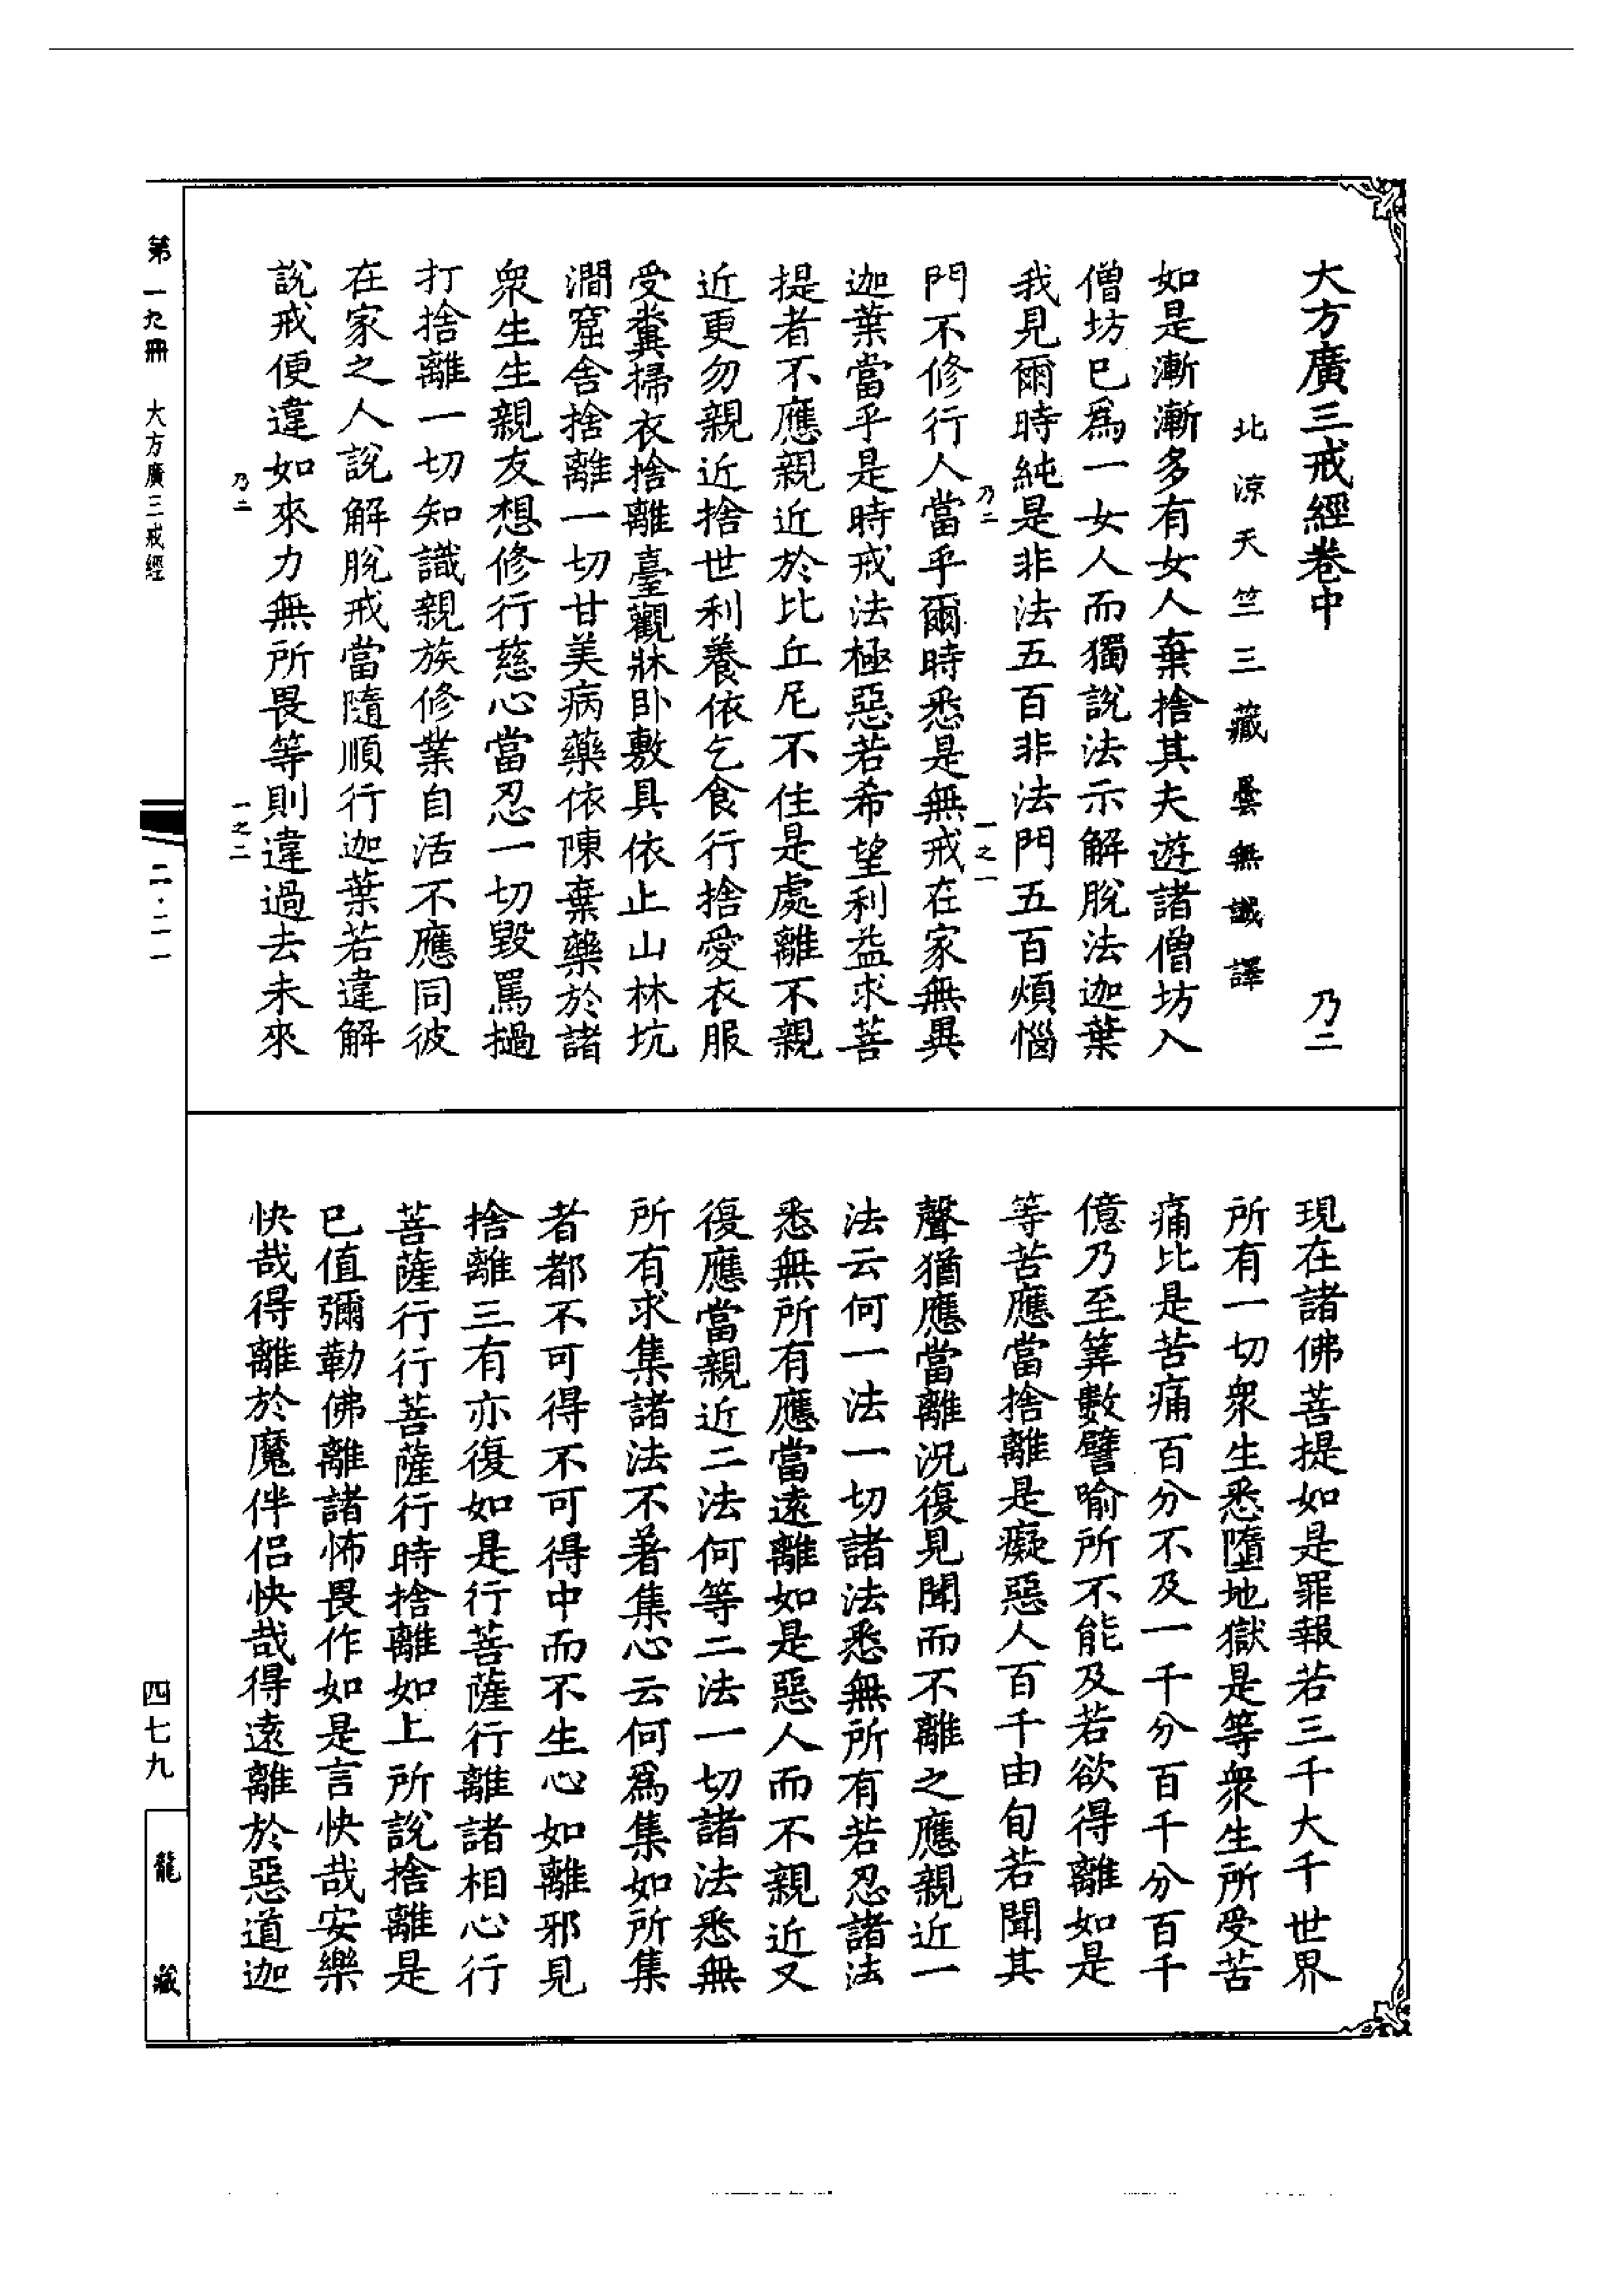 大方廣三戒經卷中　乃二
北涼天竺三藏曇無讖譯
如是漸漸多有女人棄捨其夫遊諸僧坊入
僧坊已爲一女人而獨說法示解脫法迦葉
我見爾時純是非法五百非法門五百煩惱
乃二　一之一
門不修行人當乎爾時悉是無戒在家無異
迦葉當乎是時戒法極惡若希望利益求菩
提者不應親近於比丘尼不住是處離不親
近更勿親近捨世利養依乞食行捨愛衣服
受糞掃衣捨離臺觀牀臥敷具依止山林坑
澗窟舍捨離一切甘美病藥依陳棄藥於諸
衆生生親友想修行慈心當忍一切毀罵撾
打捨離一切知識親族修業自活不應同彼
在家之人說解脫戒當隨順行迦葉若違解
說戒便違如來力無所畏等則違過去未來
乃二　一之二
現在諸佛菩提如是罪報若三千大千世界
所有一切衆生悉墮地獄是等衆生所受苦
痛比是苦痛百分不及一千分百千分百千
億乃至筭數譬喻所不能及若欲得離如是
等苦應當捨離是癡惡人百千由旬若聞其
聲猶應當離況復見聞而不離之應親近一
法云何一法一切諸法悉無所有若忍諸法
悉無所有應當遠離如是惡人而不親近又
復應當親近二法何等二法一切諸法悉無
所有求集諸法不著集心云何爲集如所集
者都不可得不可得中而不生心如離邪見
捨離三有亦復如是行菩薩行離諸相心行
菩薩行行菩薩行時捨離如上所說捨離是
已值彌勒佛離諸怖畏作如是言快哉安樂
快哉得離於魔伴侶快哉得遠離於惡道迦
第一九冊　大方廣三戒經
二·二一
四七九
龍藏